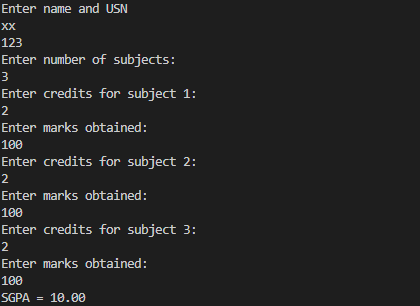 Enter name and USN
xx
123
Enter number of subjects:
3
Enter credits for subject 1:
2
Enter marks obtained:
100
Enter credits for subject 2:
2
Enter marks obtained:
100
Enter credits for subject 3:
2
Enter marks obtained:
100
SGPA = 10.00